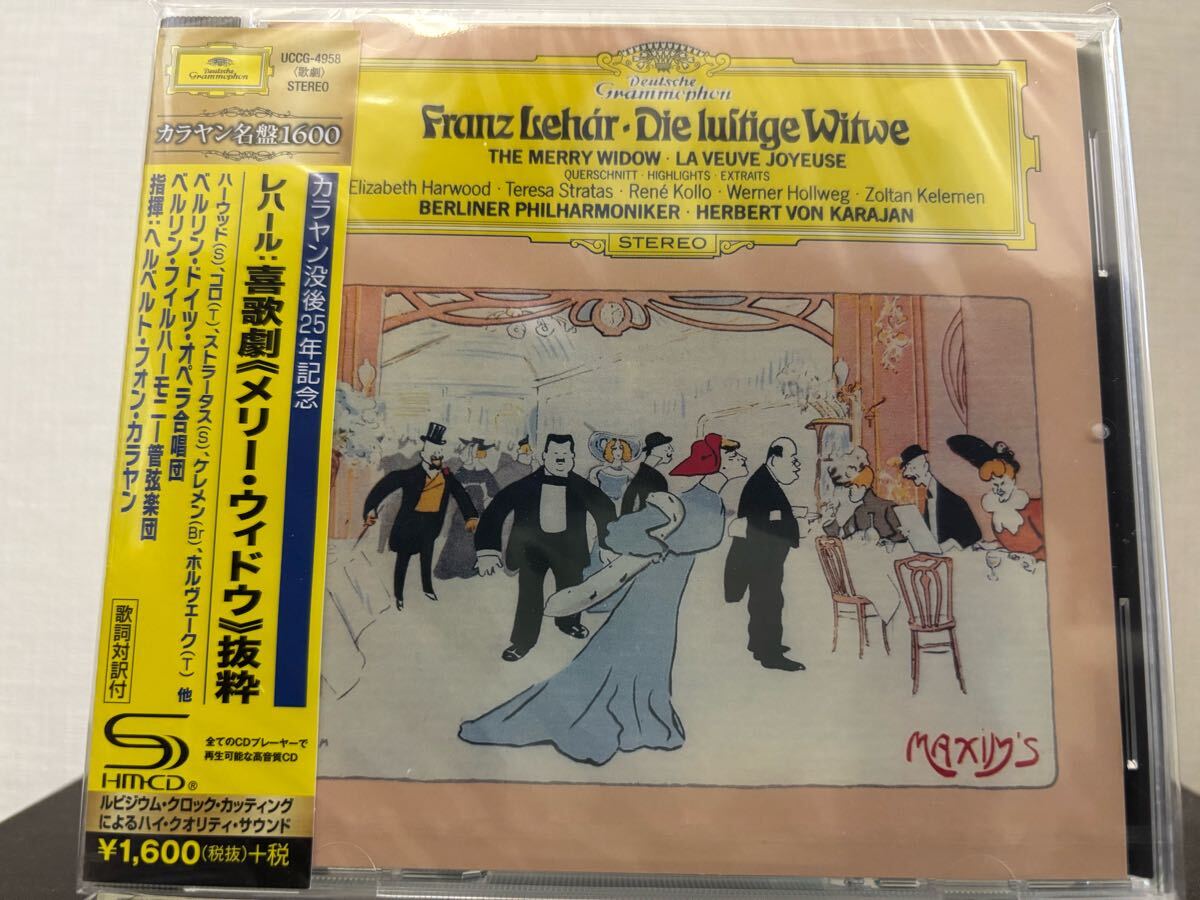 Deutsche
Grammophon
UCCG-4958
〈歌劇〉
STEREO
カラヤン名盤1600
カラヤン没後25年記念
レハール:喜歌劇《メリー・ウィドウ》抜粋
ハーウッド(S)、コロ(T)、ストラータス(S)、ケレメン(Br)、ホルヴェーク(T) 他
ベルリン・ドイツ・オペラ合唱団
ベルリン・フィルハーモニー管弦楽団
指揮:ヘルベルト・フォン・カラヤン
歌詞対訳付
SHM-CD®
全てのCDプレーヤーで
再生可能な高音質CD
ルビジウム・クロック・カッティング
によるハイ・クオリティ・サウンド
¥1,600(税抜)+税
Deutsche
Grammophon
Franz Lehár·Die lustige Witwe
THE MERRY WIDOW · LA VEUVE JOYEUSE
QUERSCHNITT · HIGHLIGHTS · EXTRAITS
Elizabeth Harwood · Teresa Stratas · René Kollo · Werner Hollweg · Zoltan Kelemen
BERLINER PHILHARMONIKER · HERBERT VON KARAJAN
STEREO
MAXIM'S